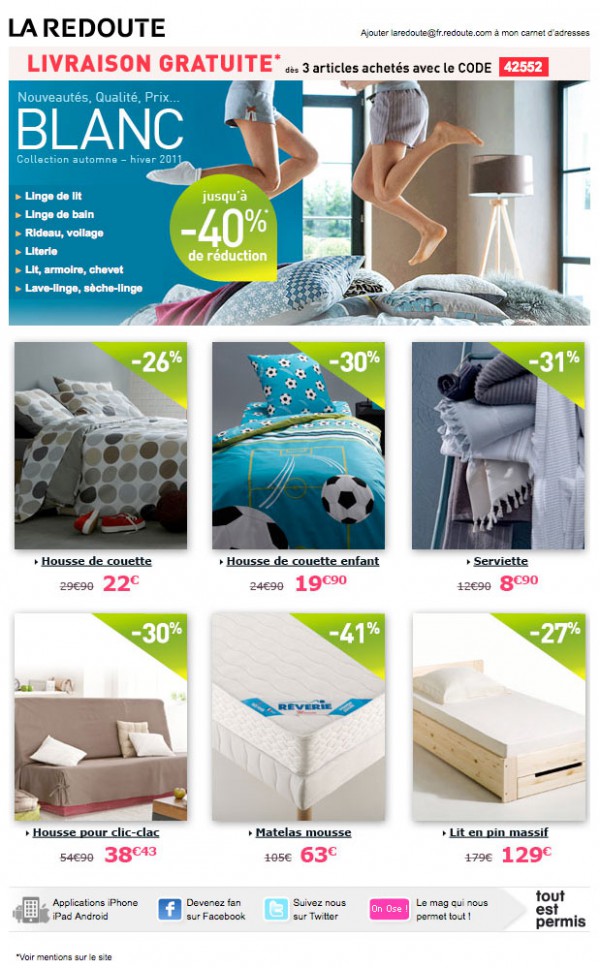 LA REDOUTE
Ajouter laredoute@fr.redoute.com à mon carnet d'adresses
LIVRAISON GRATUITE* dès 3 articles achetés avec le CODE 42552
Nouveautés, Qualité, Prix...
BLANC
Collection automne – hiver 2011
Linge de lit
Linge de bain
Rideau, voilage
Literie
Lit, armoire, chevet
Lave-linge, sèche-linge
jusqu'à
-40%*
de réduction
-26%
-30%
-31%
Housse de couette
29€90 22€
Housse de couette enfant
24€90 19€90
Serviette
12€90 8€90
-30%
-41%
-27%
RÊVERIE
Housse pour clic-clac
54€90 38€43
Matelas mousse
105€ 63€
Lit en pin massif
179€ 129€
Applications iPhone
iPad Android
Devenez fan
sur Facebook
Suivez nous
sur Twitter
On Ose !
Le mag qui nous
permet tout !
tout
est
permis
*Voir mentions sur le site